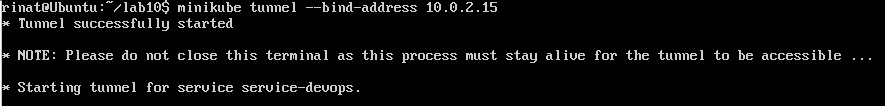 rinat@Ubuntu:~/lab10$ minikube tunnel --bind-address 10.0.2.15
* Tunnel successfully started
* NOTE: Please do not close this terminal as this process must stay alive for the tunnel to be accessible ...
* Starting tunnel for service service-devops.